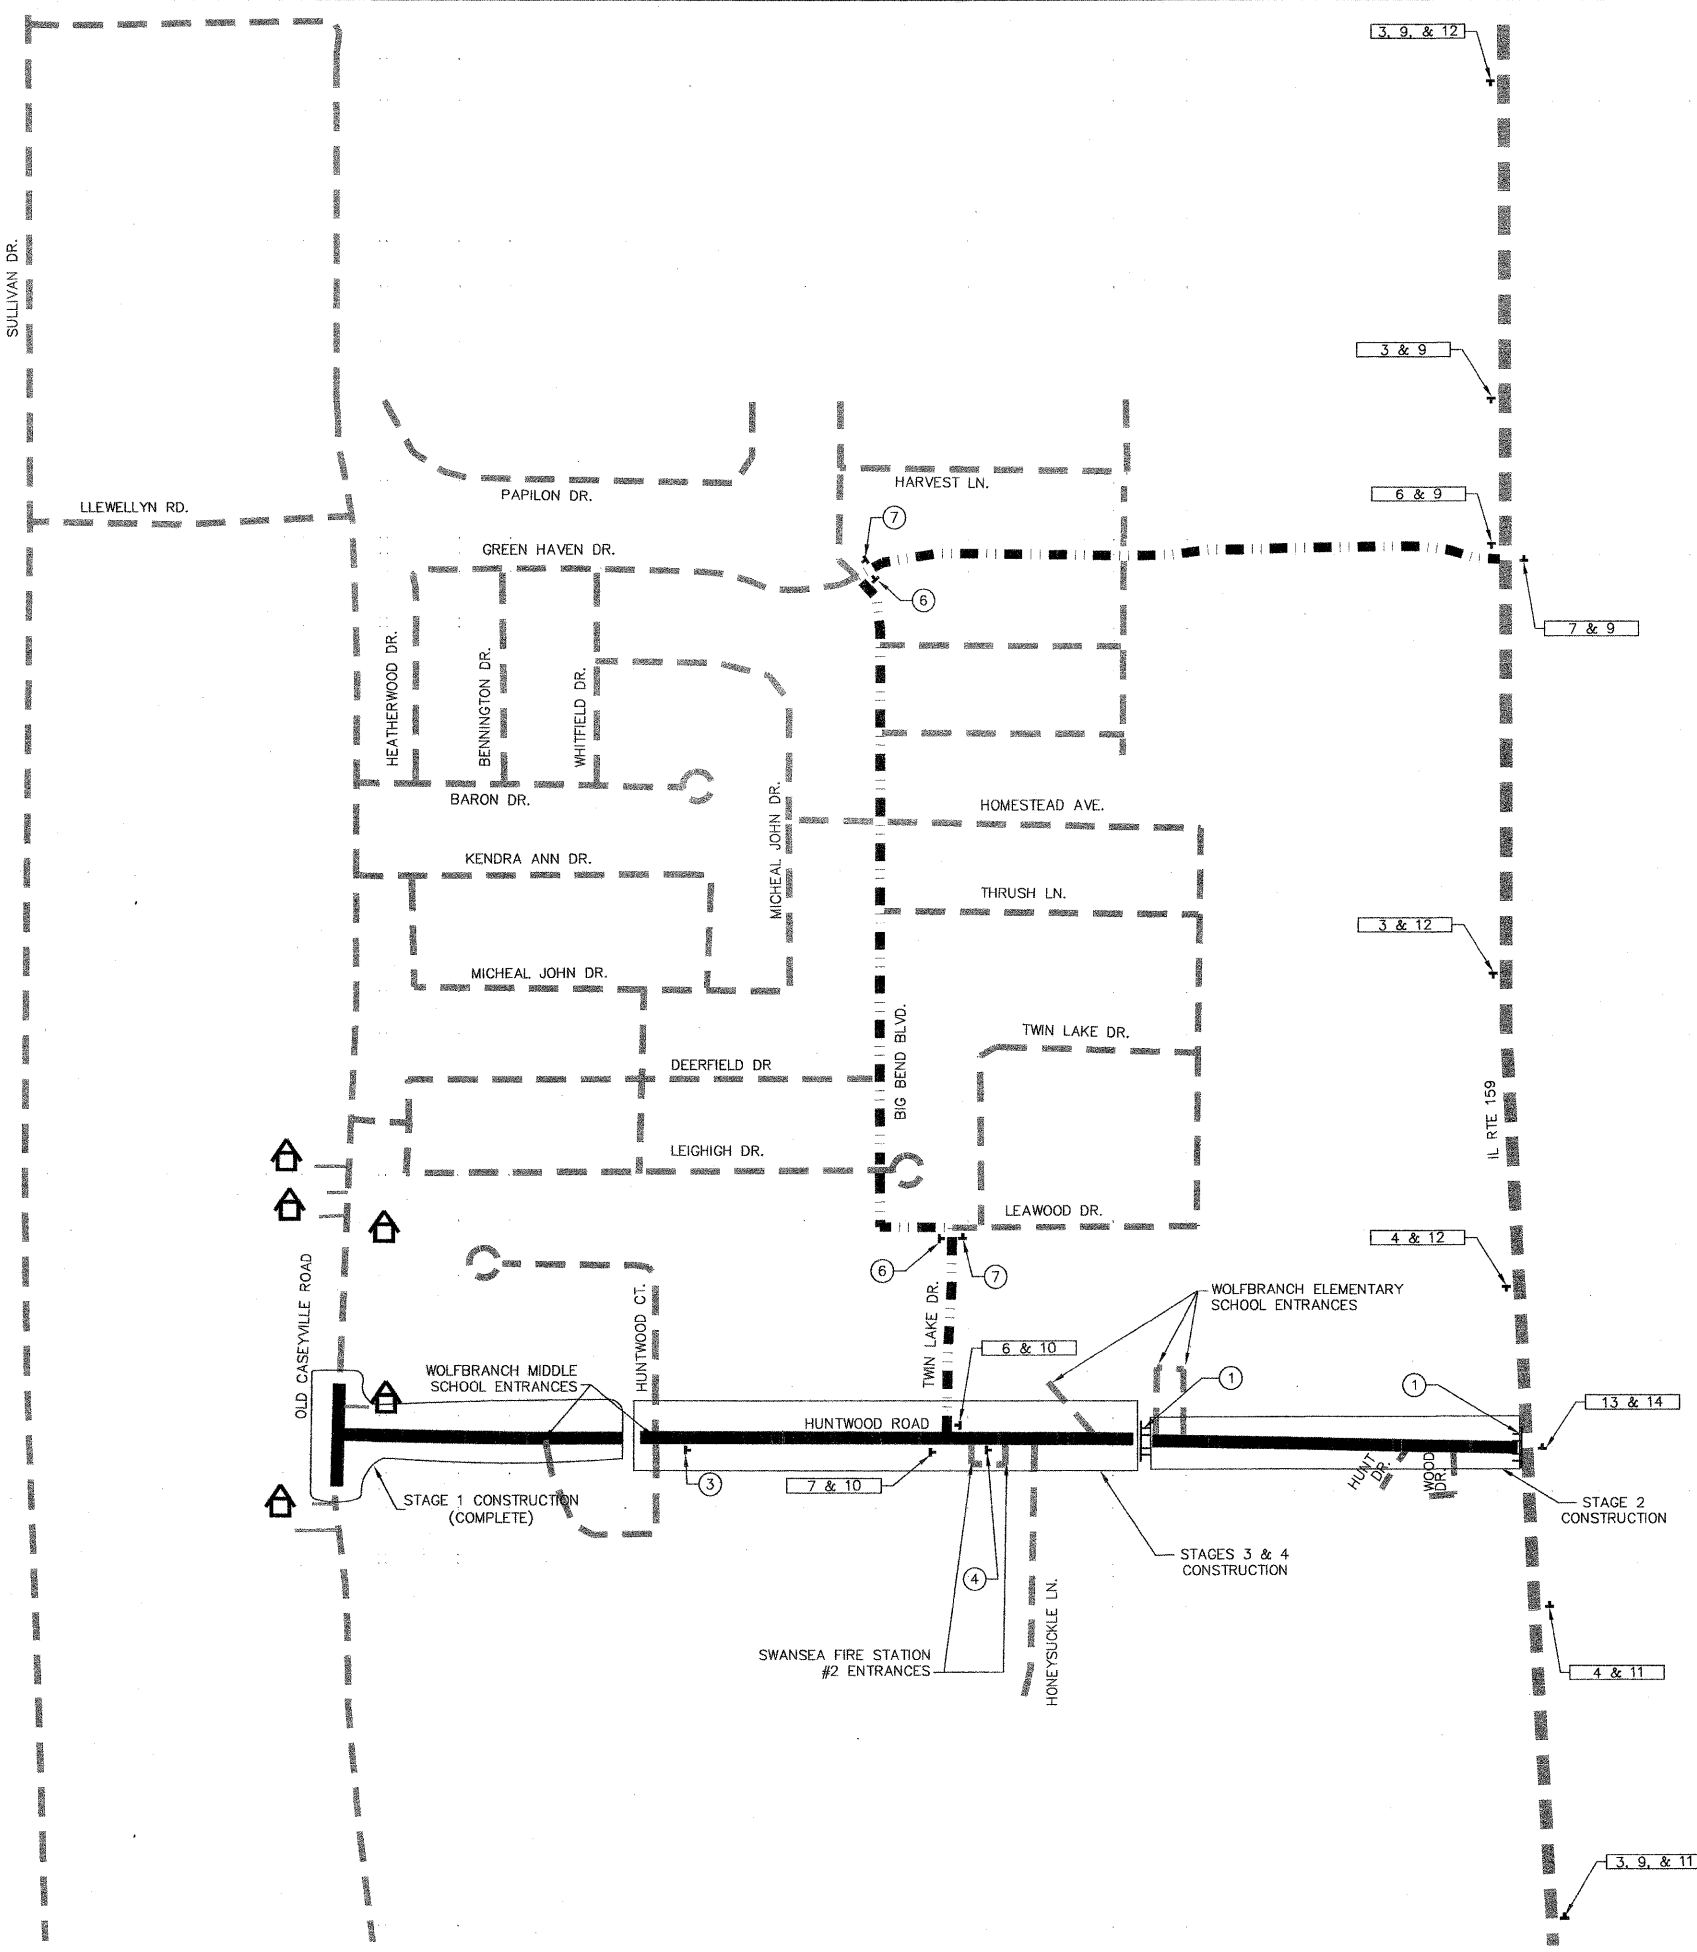 3, 9, & 12
SULLIVAN DR.
3 & 9
LLEWELLYN RD.
PAPILON DR.
HARVEST LN.
6 & 9
7
GREEN HAVEN DR.
6
7 & 9
HEATHERWOOD DR.
BENNINGTON DR.
WHITFIELD DR.
BARON DR.
MICHEAL JOHN DR.
HOMESTEAD AVE.
KENDRA ANN DR.
THRUSH LN.
3 & 12
MICHEAL JOHN DR.
BIG BEND BLVD.
TWIN LAKE DR.
DEERFIELD DR
IL RTE 159
LEIGHIGH DR.
LEAWOOD DR.
4 & 12
6
7
OLD CASEYVILLE ROAD
HUNTWOOD CT.
TWIN LAKE DR.
WOLFBRANCH ELEMENTARY
SCHOOL ENTRANCES
6 & 10
WOLFBRANCH MIDDLE
SCHOOL ENTRANCES
1
1
13 & 14
HUNTWOOD ROAD
3
7 & 10
HUNT
DR.
WOOD
DR.
STAGE 1 CONSTRUCTION
(COMPLETE)
STAGE 2
CONSTRUCTION
4
STAGES 3 & 4
CONSTRUCTION
HONEYSUCKLE LN.
SWANSEA FIRE STATION
#2 ENTRANCES
4 & 11
3, 9, & 11